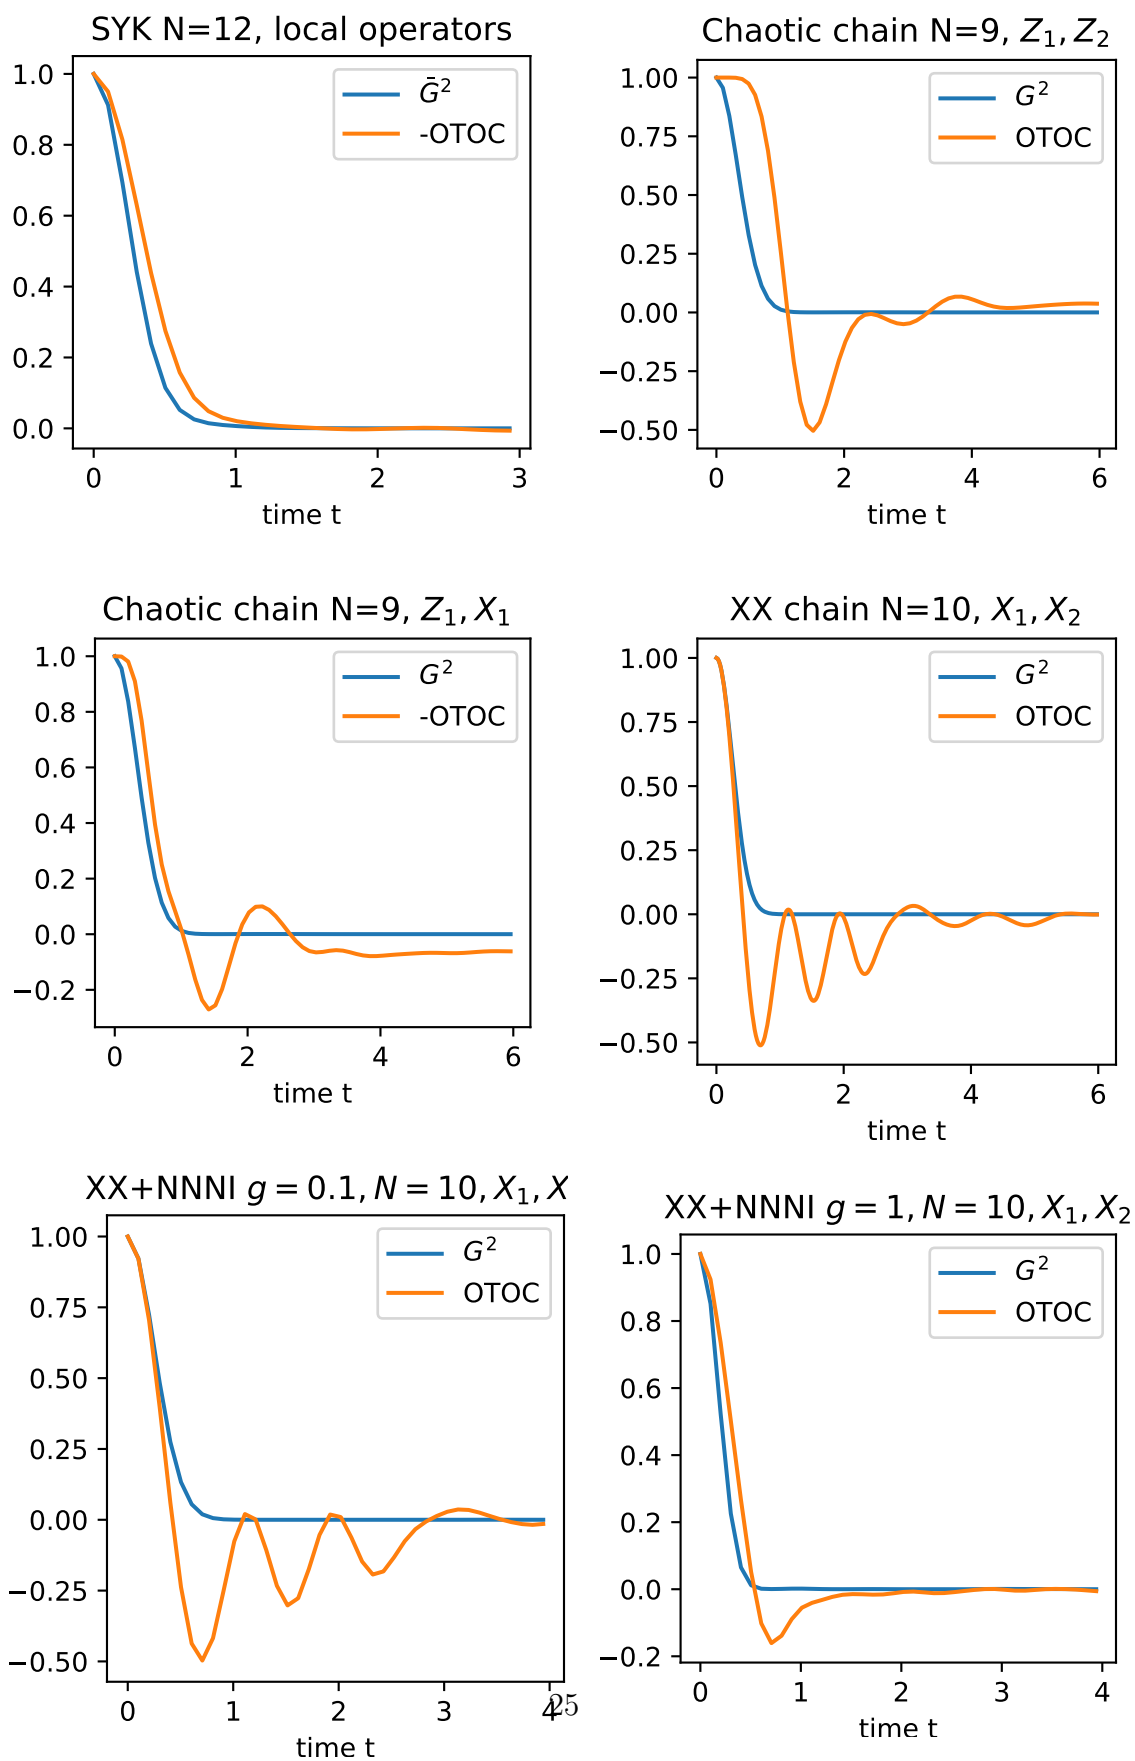 SYK N=12, local operators
Ḡ²
-OTOC
1.0
0.8
0.6
0.4
0.2
0.0
0 1 2 3
time t
Chaotic chain N=9, Z₁, Z₂
G²
OTOC
1.00
0.75
0.50
0.25
0.00
−0.25
−0.50
0 2 4 6
time t
Chaotic chain N=9, Z₁, X₁
G²
-OTOC
1.0
0.8
0.6
0.4
0.2
0.0
−0.2
0 2 4 6
time t
XX chain N=10, X₁, X₂
G²
OTOC
1.00
0.75
0.50
0.25
0.00
−0.25
−0.50
0 2 4 6
time t
XX+NNNI g = 0.1, N = 10, X₁, X
G²
OTOC
1.00
0.75
0.50
0.25
0.00
−0.25
−0.50
0 1 2 3 4
time t
XX+NNNI g = 1, N = 10, X₁, X₂
G²
OTOC
1.0
0.8
0.6
0.4
0.2
0.0
−0.2
0 1 2 3 4
time t
25